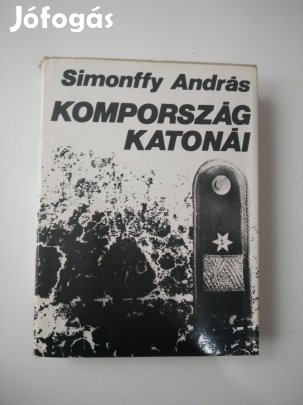 Jófogás
Simonffy András
KOMPORSZÁG
KATONÁI